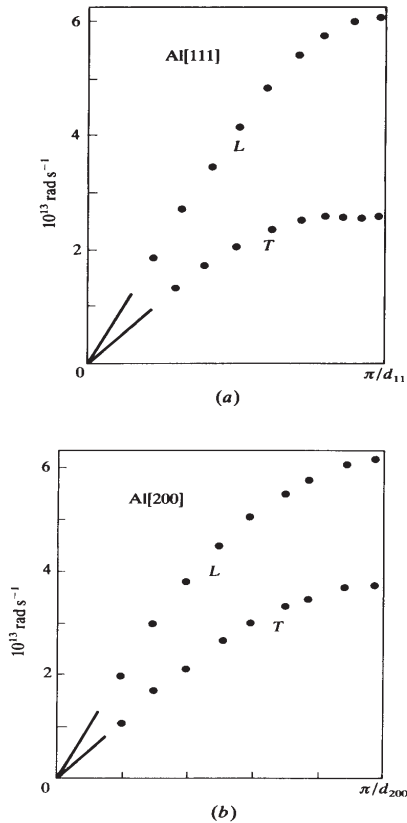 6
Al[111]
4
L
10¹³ rad s⁻¹
2
T
0
π/d₁₁
(a)
6
Al[200]
4
L
10¹³ rad s⁻¹
2
T
0
π/d₂₀₀
(b)